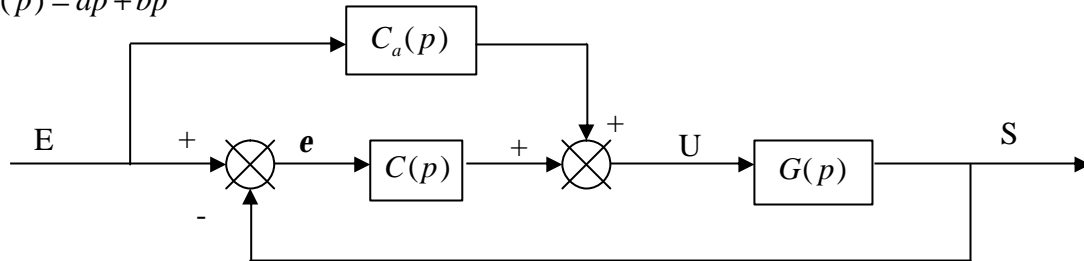 (p) = ap + bp
C_a(p)
E
+
e
C(p)
+
+
U
G(p)
S
-